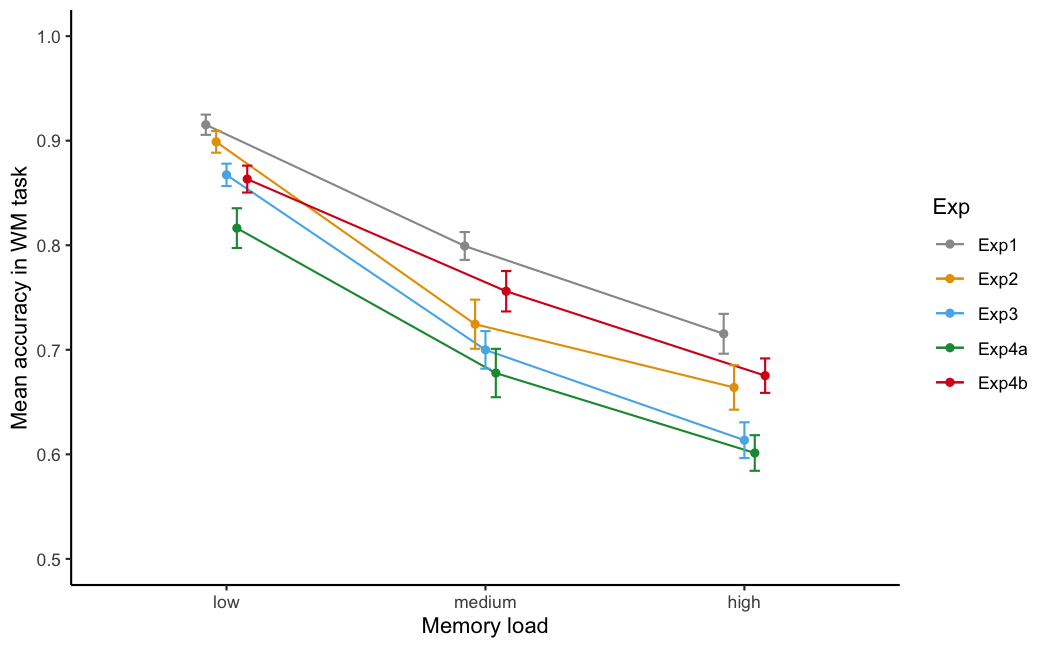 1.0
0.9
0.8
0.7
0.6
0.5
Mean accuracy in WM task
low medium high
Memory load
Exp
Exp1
Exp2
Exp3
Exp4a
Exp4b